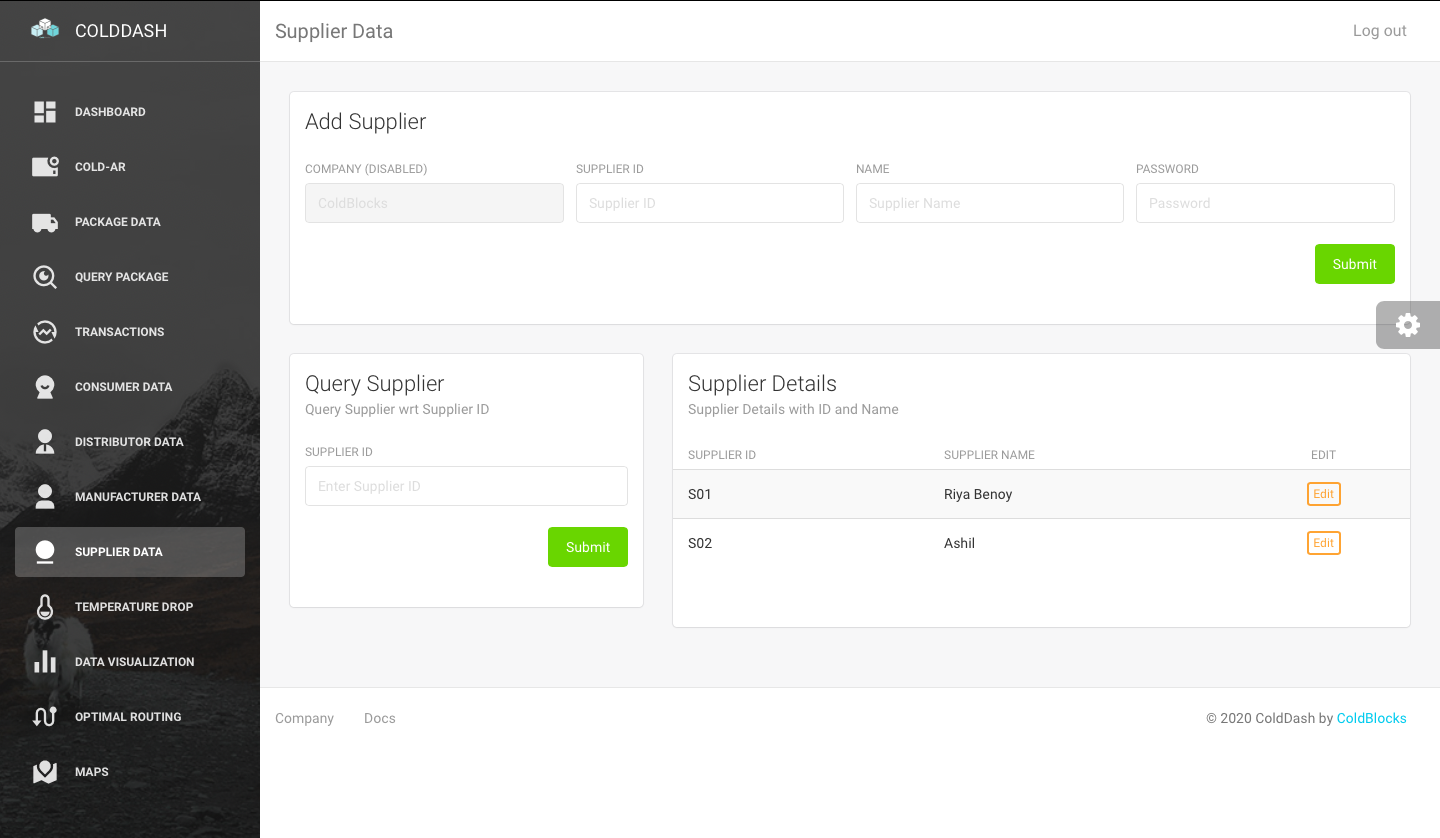 COLDDASH
DASHBOARD
COLD-AR
PACKAGE DATA
QUERY PACKAGE
TRANSACTIONS
CONSUMER DATA
DISTRIBUTOR DATA
MANUFACTURER DATA
SUPPLIER DATA
TEMPERATURE DROP
DATA VISUALIZATION
OPTIMAL ROUTING
MAPS
Supplier Data Log out
Add Supplier
COMPANY (DISABLED) SUPPLIER ID NAME PASSWORD
ColdBlocks Supplier ID Supplier Name Password
Submit
Query Supplier
Query Supplier wrt Supplier ID
SUPPLIER ID
Enter Supplier ID
Submit
Supplier Details
Supplier Details with ID and Name
SUPPLIER ID SUPPLIER NAME EDIT
S01 Riya Benoy Edit
S02 Ashil Edit
Company Docs © 2020 ColdDash by ColdBlocks